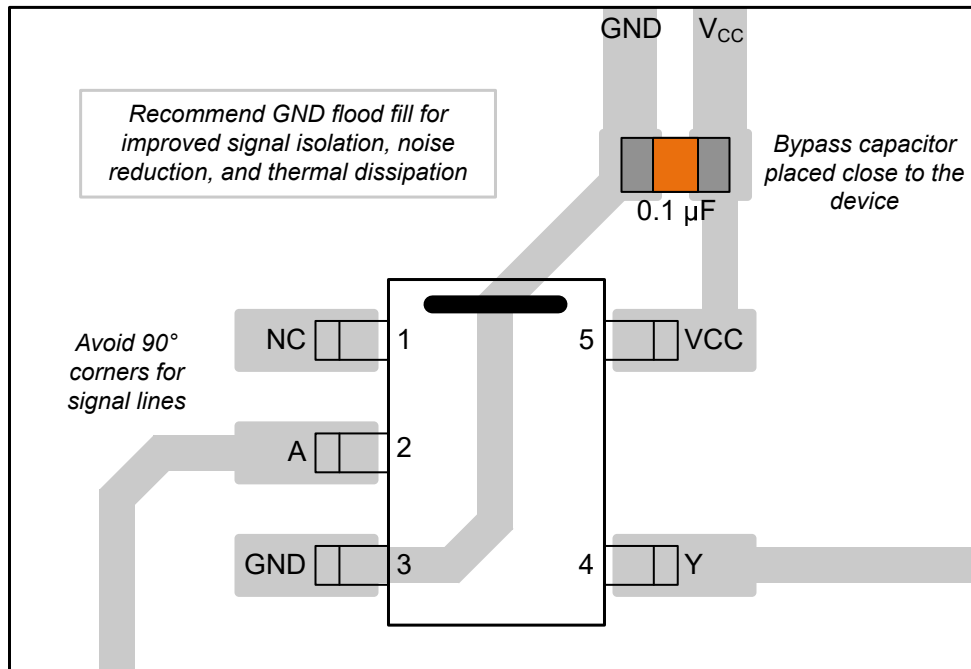 GND
VCC
Recommend GND flood fill for
improved signal isolation, noise
reduction, and thermal dissipation
Bypass capacitor
placed close to the
device
0.1 µF
NC
1
5
VCC
Avoid 90°
corners for
signal lines
A
2
GND
3
4
Y